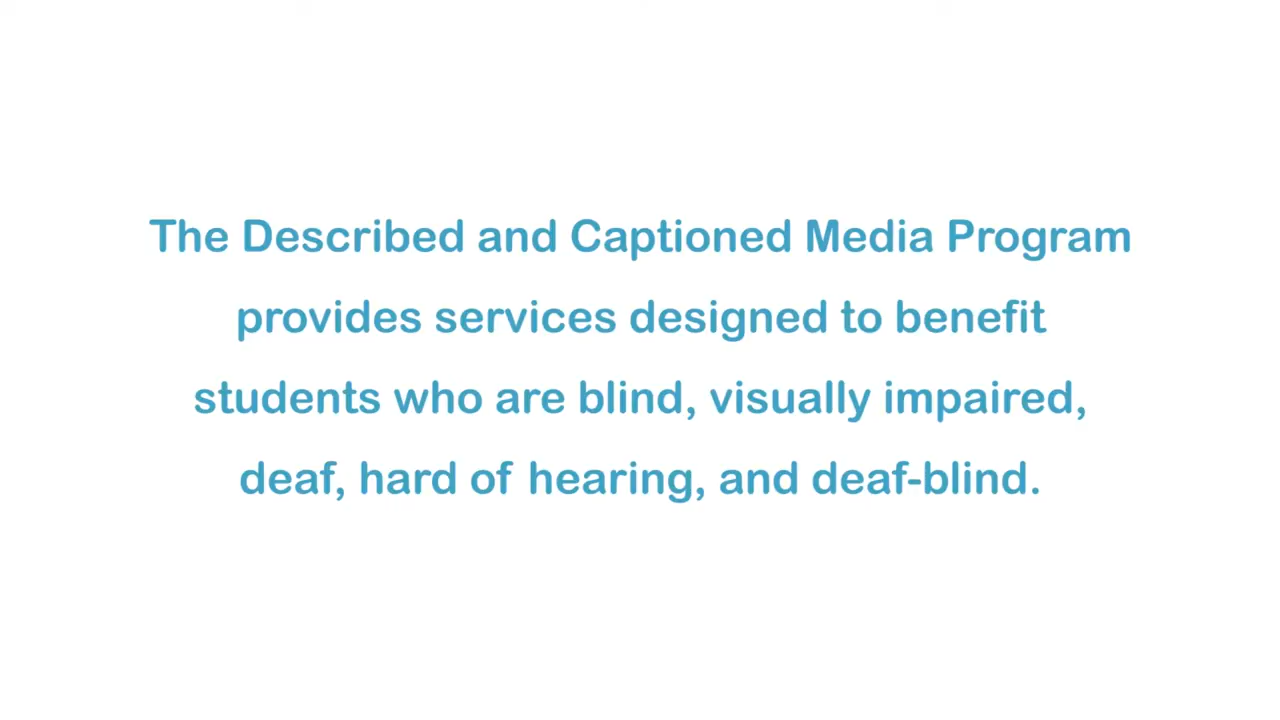 The Described and Captioned Media Program
provides services designed to benefit
students who are blind, visually impaired,
deaf, hard of hearing, and deaf-blind.